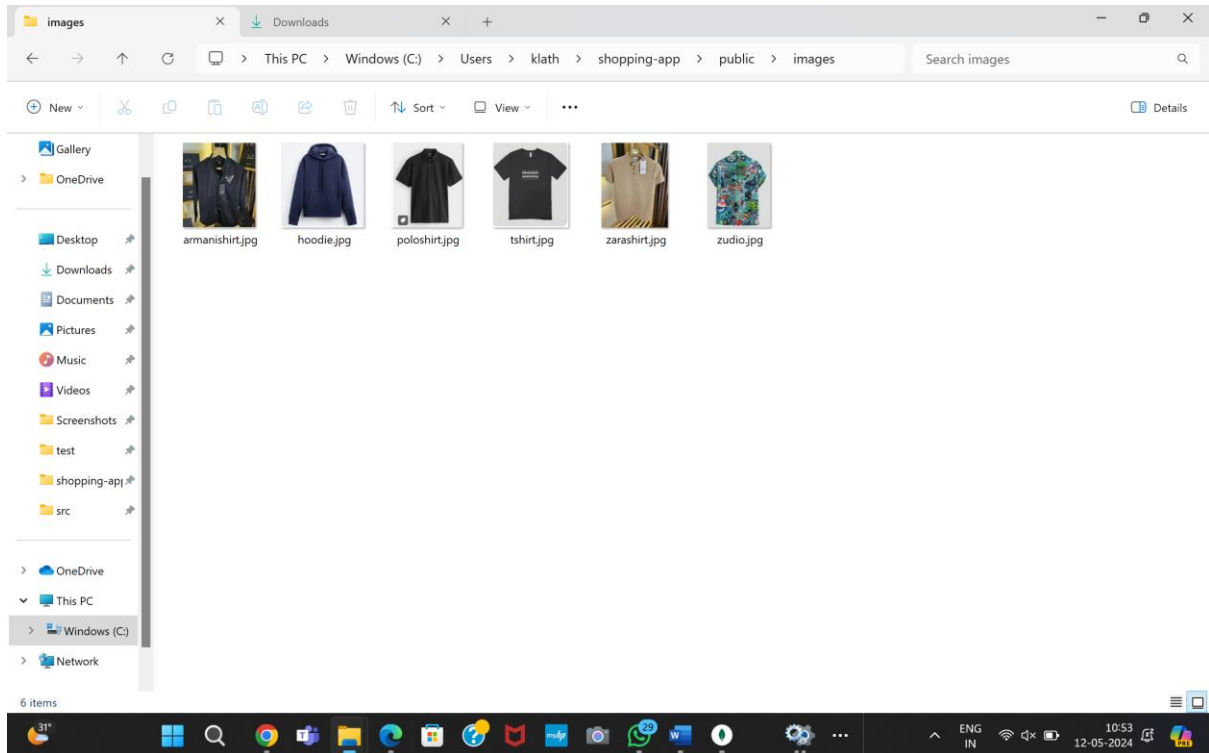 images
Downloads
This PC > Windows (C:) > Users > klath > shopping-app > public > images
Search images
New
Sort
View
Details
Gallery
OneDrive
Desktop
Downloads
Documents
Pictures
Music
Videos
Screenshots
test
shopping-app
src
OneDrive
This PC
Windows (C:)
Network
armanishirt.jpg
hoodie.jpg
poloshirt.jpg
tshirt.jpg
zarashirt.jpg
zudio.jpg
6 items
31°
29
ENG
IN
10:53
12-05-2024
PRE